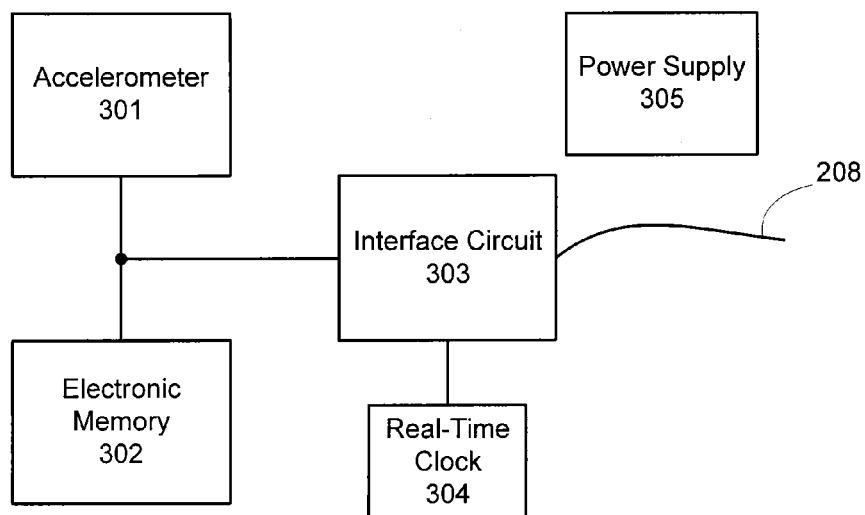 Accelerometer
301
Power Supply
305
208
Interface Circuit
303
Electronic
Memory
302
Real-Time
Clock
304